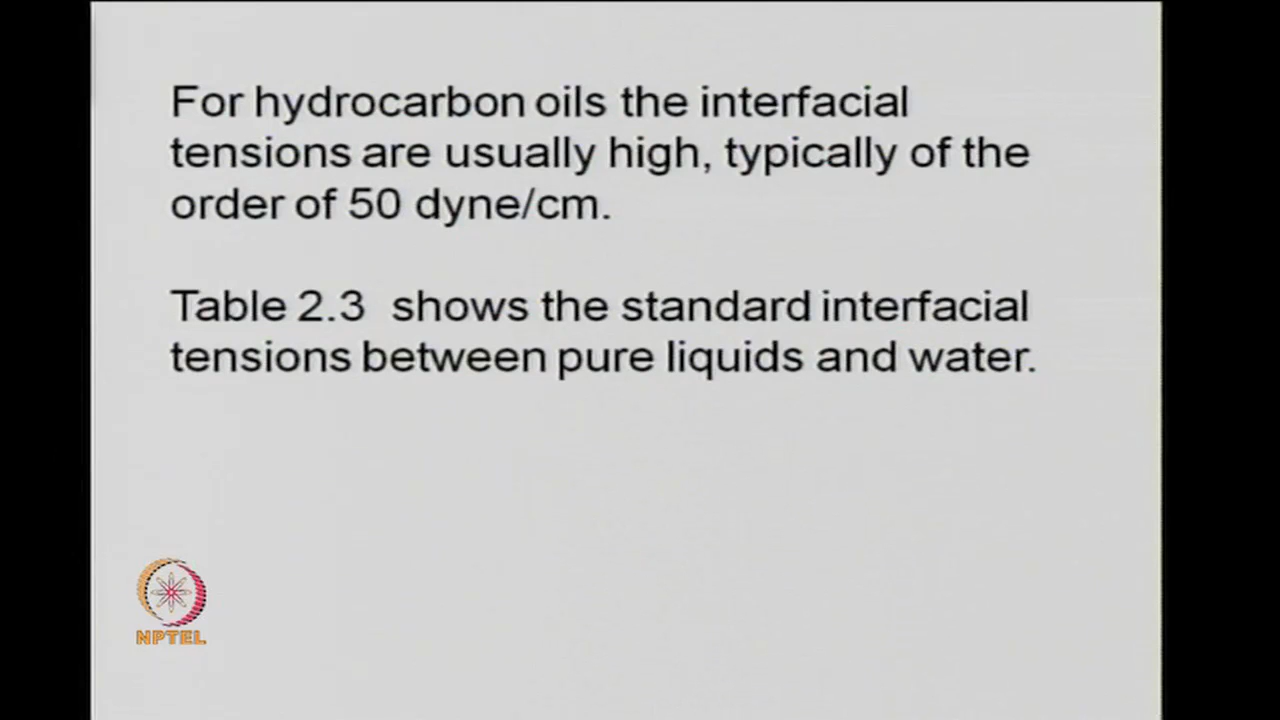 For hydrocarbon oils the interfacial
tensions are usually high, typically of the
order of 50 dyne/cm.
Table 2.3 shows the standard interfacial
tensions between pure liquids and water.
NPTEL